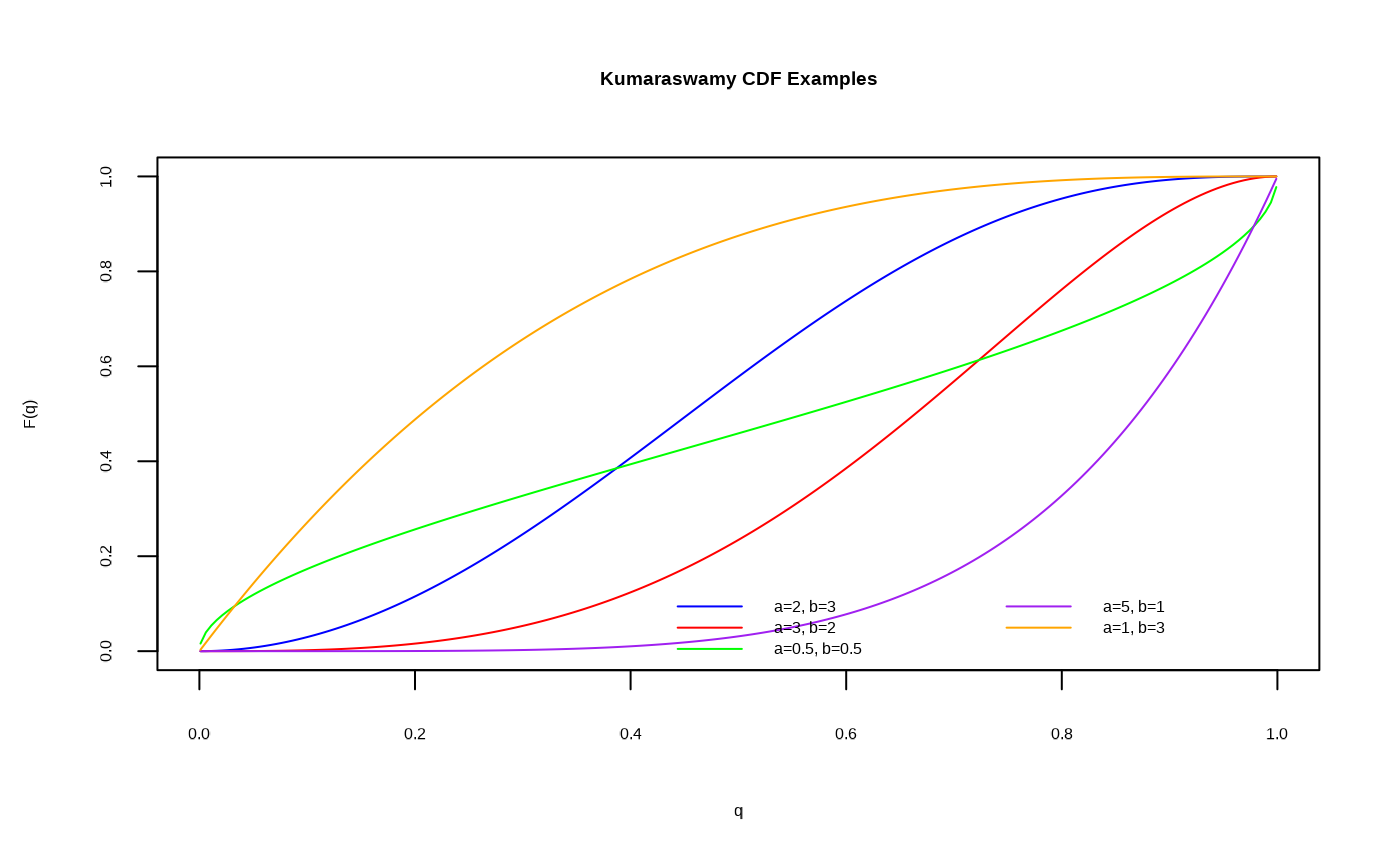 Kumaraswamy CDF Examples
1.0
0.8
0.6
0.4
0.2
0.0
F(q)
a=2, b=3
a=3, b=2
a=0.5, b=0.5
a=5, b=1
a=1, b=3
0.0 0.2 0.4 0.6 0.8 1.0
q